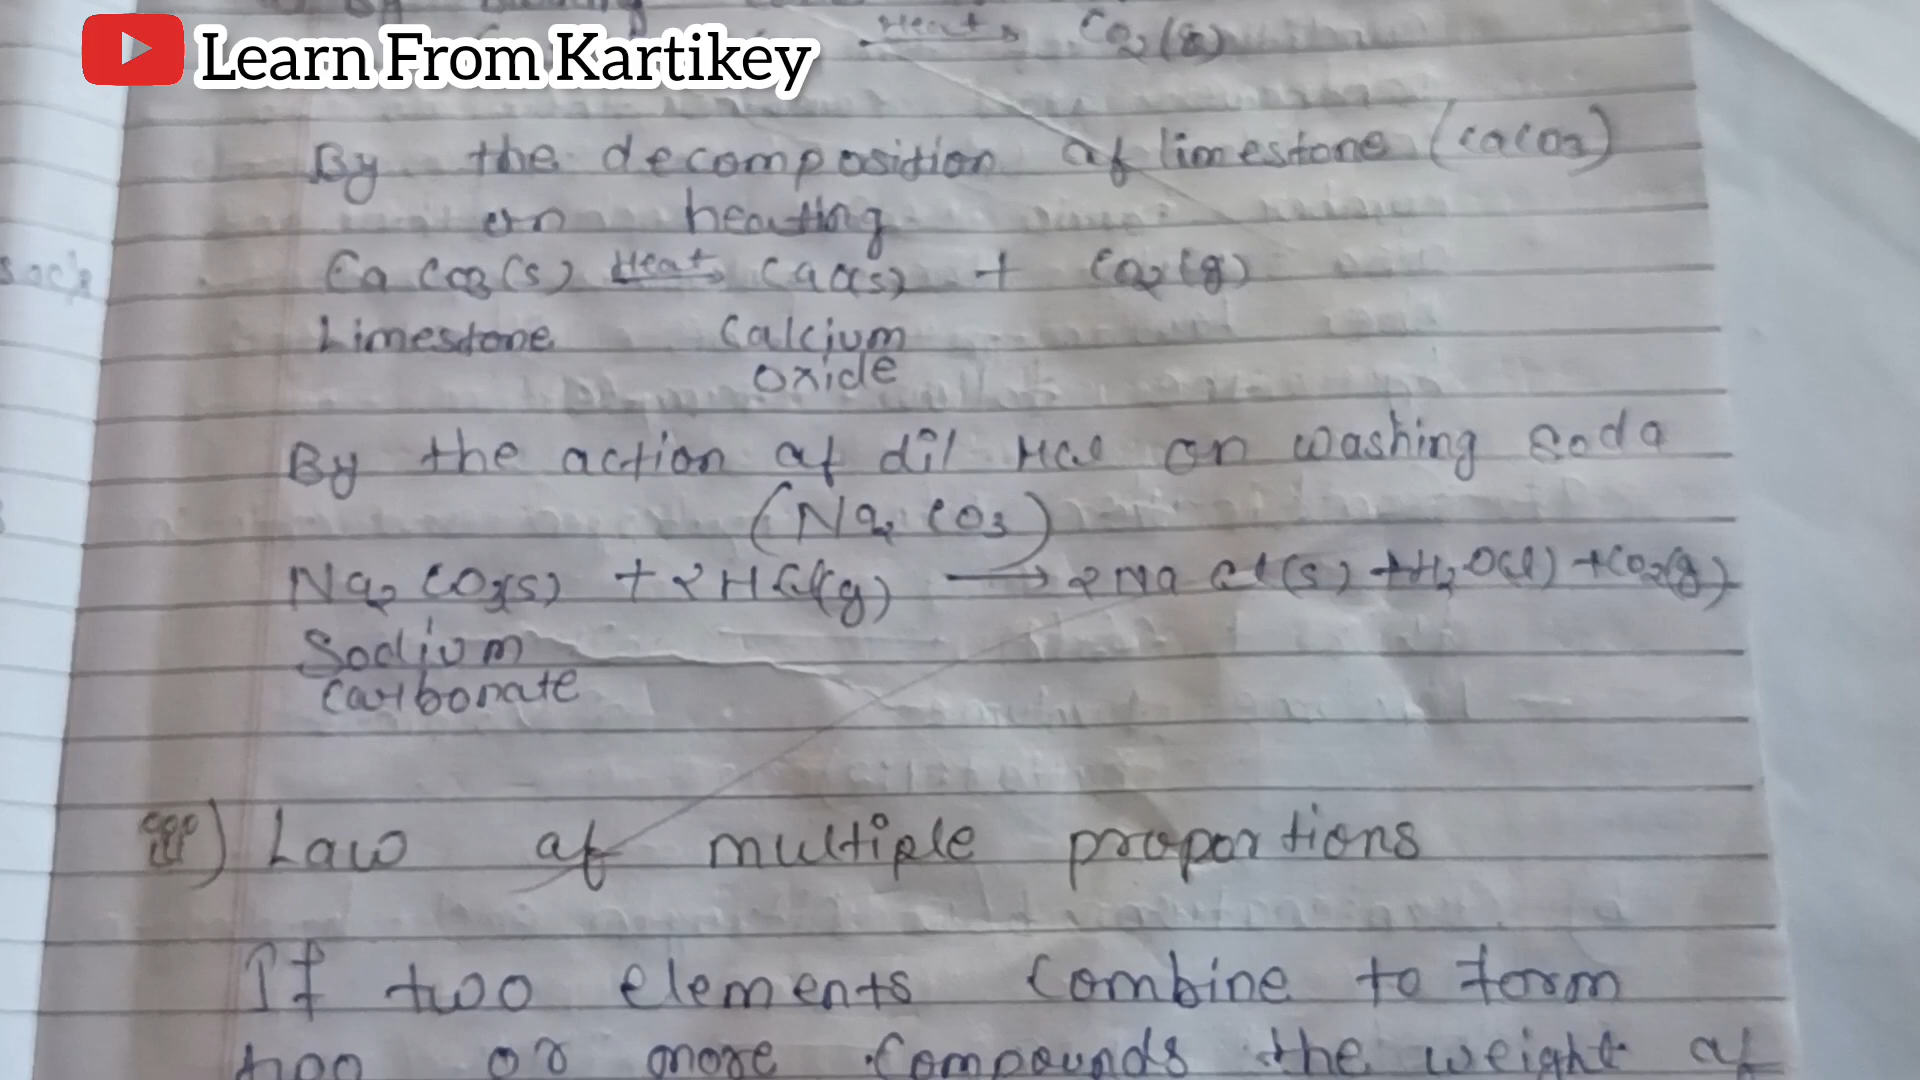 Learn From Kartikey
Heat CO2(g)
By the decomposition of limestone (CaCO3)
on heating
CaCO3(s) Heat CaO(s) + CO2(g)
Limestone Calcium
oxide
By the action of dil HCl on washing soda
(Na2CO3)
Na2CO3(s) + 2HCl(g) → 2NaCl(s) + H2O(l) + CO2(g)
Sodium
carbonate
iii) Law of multiple proportions
If two elements combine to form
two or more compounds the weight of